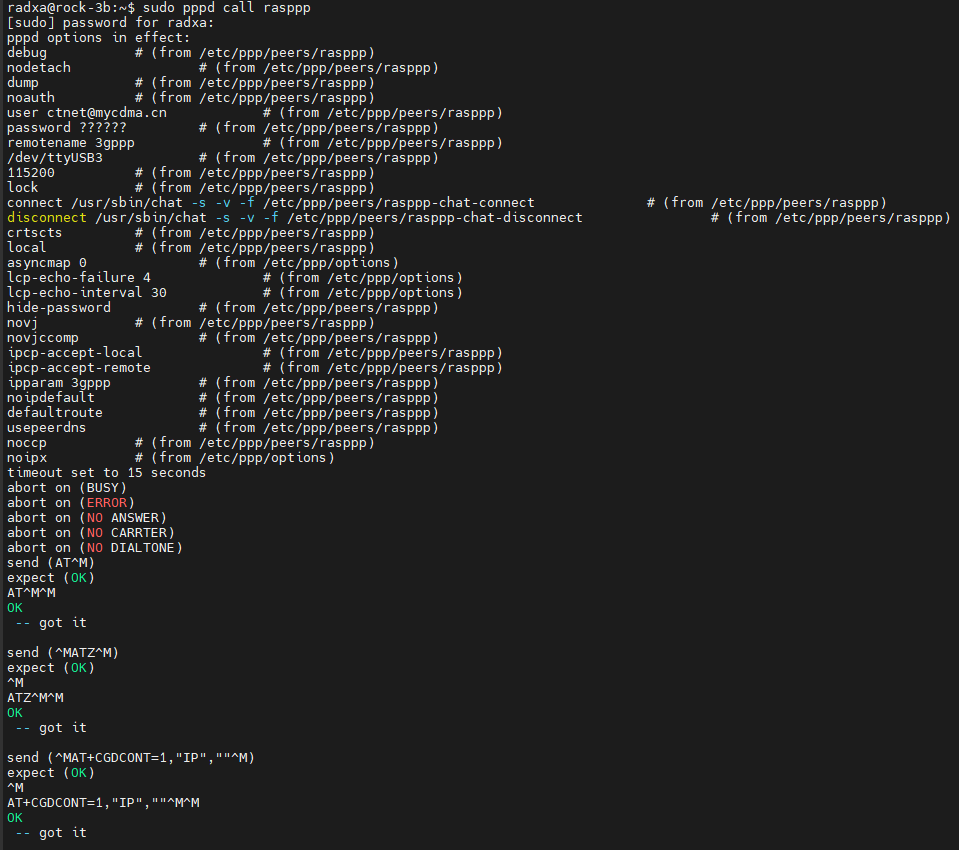 radxa@rock-3b:~$ sudo pppd call rasppp
[sudo] password for radxa:
pppd options in effect:
debug # (from /etc/ppp/peers/rasppp)
nodetach # (from /etc/ppp/peers/rasppp)
dump # (from /etc/ppp/peers/rasppp)
noauth # (from /etc/ppp/peers/rasppp)
user ctnet@mycdma.cn # (from /etc/ppp/peers/rasppp)
password ?????? # (from /etc/ppp/peers/rasppp)
remotename 3gppp # (from /etc/ppp/peers/rasppp)
/dev/ttyUSB3 # (from /etc/ppp/peers/rasppp)
115200 # (from /etc/ppp/peers/rasppp)
lock # (from /etc/ppp/peers/rasppp)
connect /usr/sbin/chat -s -v -f /etc/ppp/peers/rasppp-chat-connect # (from /etc/ppp/peers/rasppp)
disconnect /usr/sbin/chat -s -v -f /etc/ppp/peers/rasppp-chat-disconnect # (from /etc/ppp/peers/rasppp)
crtscts # (from /etc/ppp/peers/rasppp)
local # (from /etc/ppp/peers/rasppp)
asyncmap 0 # (from /etc/ppp/options)
lcp-echo-failure 4 # (from /etc/ppp/options)
lcp-echo-interval 30 # (from /etc/ppp/options)
hide-password # (from /etc/ppp/peers/rasppp)
novj # (from /etc/ppp/peers/rasppp)
novjccomp # (from /etc/ppp/peers/rasppp)
ipcp-accept-local # (from /etc/ppp/peers/rasppp)
ipcp-accept-remote # (from /etc/ppp/peers/rasppp)
ipparam 3gppp # (from /etc/ppp/peers/rasppp)
noipdefault # (from /etc/ppp/peers/rasppp)
defaultroute # (from /etc/ppp/peers/rasppp)
usepeerdns # (from /etc/ppp/peers/rasppp)
noccp # (from /etc/ppp/peers/rasppp)
noipx # (from /etc/ppp/options)
timeout set to 15 seconds
abort on (BUSY)
abort on (ERROR)
abort on (NO ANSWER)
abort on (NO CARRTER)
abort on (NO DIALTONE)
send (AT^M)
expect (OK)
AT^M^M
OK
-- got it
send (^MATZ^M)
expect (OK)
^M
ATZ^M^M
OK
-- got it
send (^MAT+CGDCONT=1,"IP",""^M)
expect (OK)
^M
AT+CGDCONT=1,"IP",""^M^M
OK
-- got it